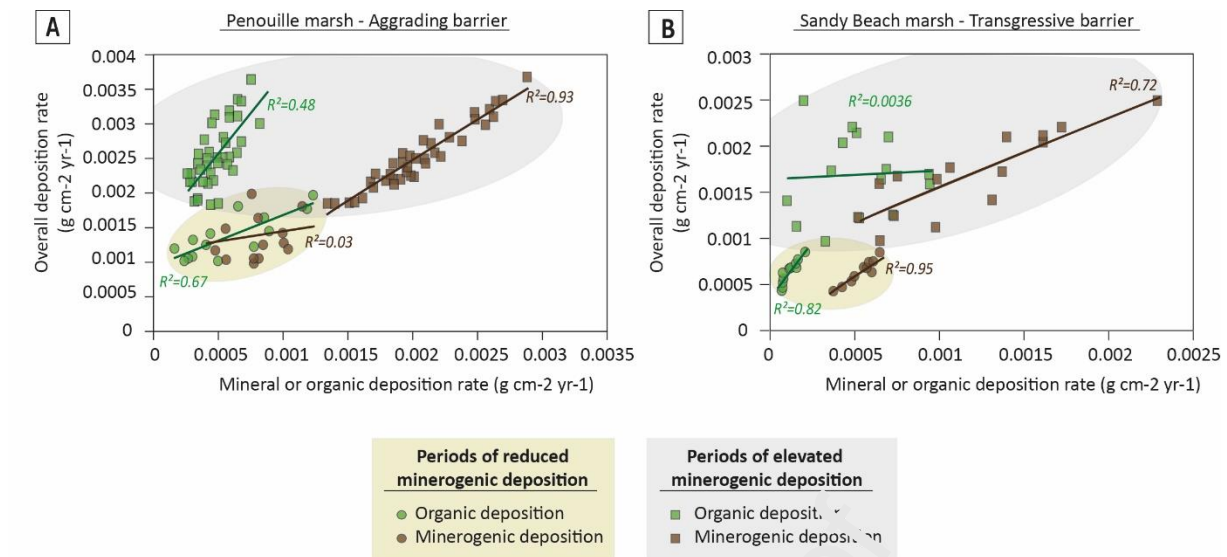 A
Penouille marsh - Aggrading barrier
Overall deposition rate
(g cm-2 yr-1)
0.004
0.0035
0.003
0.0025
0.002
0.0015
0.001
0.0005
0
R²=0.48
R²=0.93
R²=0.03
R²=0.67
0 0.0005 0.001 0.0015 0.002 0.0025 0.003 0.0035
Mineral or organic deposition rate (g cm-2 yr-1)
B
Sandy Beach marsh - Transgressive barrier
Overall deposition rate
(g cm-2 yr-1)
0.003
0.0025
0.002
0.0015
0.001
0.0005
0
R²=0.72
R²=0.0036
R²=0.95
R²=0.82
0 0.0005 0.001 0.0015 0.002 0.0025
Mineral or organic deposition rate (g cm-2 yr-1)
Periods of reduced
minerogenic deposition
Organic deposition
Minerogenic deposition
Periods of elevated
minerogenic deposition
Organic deposition
Minerogenic deposition